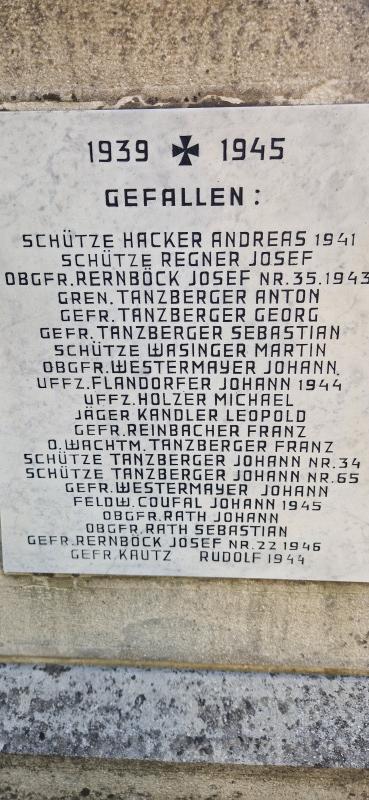 1939 ✠ 1945
GEFALLEN:
SCHÜTZE HACKER ANDREAS 1941
SCHÜTZE REGNER JOSEF
OBGFR. RERNBÖCK JOSEF NR. 35. 1943
GREN. TANZBERGER ANTON
GEFR. TANZBERGER GEORG
GEFR. TANZBERGER SEBASTIAN
SCHÜTZE WASINGER MARTIN
OBGFR. WESTERMAYER JOHANN.
UFFZ. FLANDORFER JOHANN 1944
UFFZ. HOLZER MICHAEL
JÄGER KANDLER LEOPOLD
GEFR. REINBACHER FRANZ
O. WACHTM. TANZBERGER FRANZ
SCHÜTZE TANZBERGER JOHANN NR. 34
SCHÜTZE TANZBERGER JOHANN NR. 65
GEFR. WESTERMAYER JOHANN
FELDW. COUFAL JOHANN 1945
OBGFR. RATH JOHANN
OBGFR. RATH SEBASTIAN
GEFR. RERNBÖCK JOSEF NR. 22 1946
GEFR. KAUTZ RUDOLF 1944